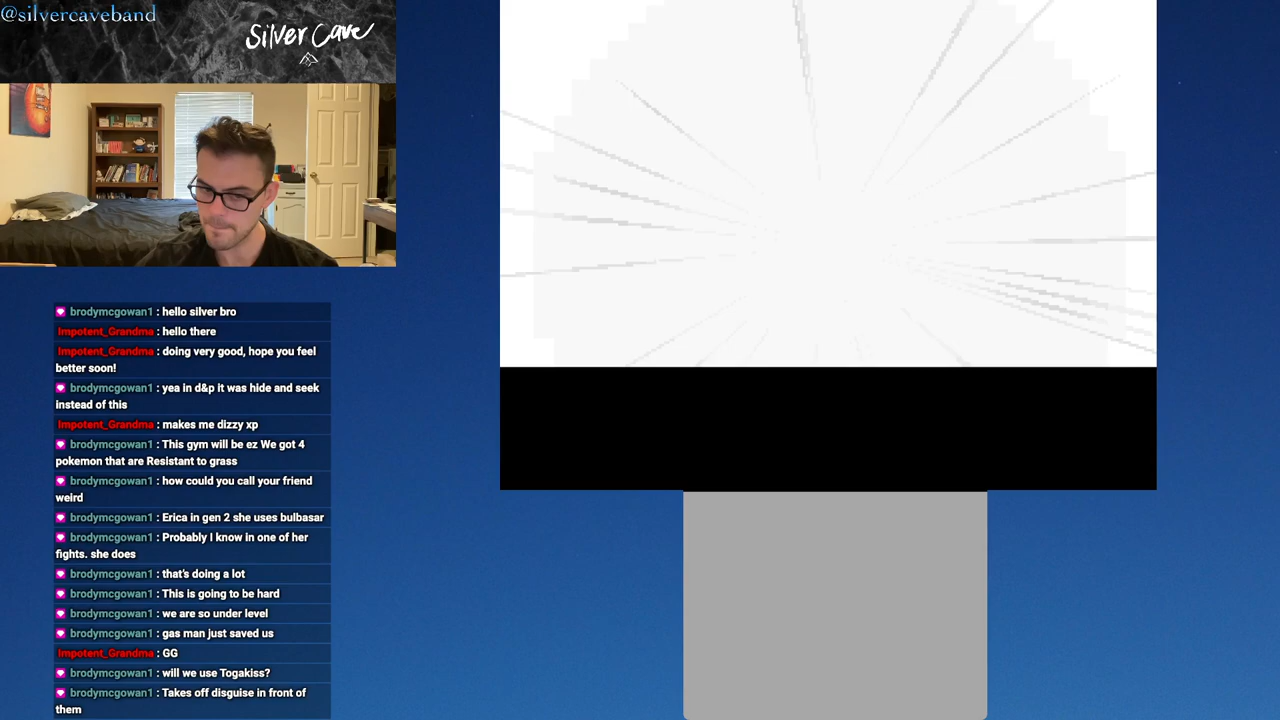 @silvercaveband
Silver Cave
brodymcgowan1 : hello silver bro
Impotent_Grandma : hello there
Impotent_Grandma : doing very good, hope you feel
better soon!
brodymcgowan1 : yea in d&p it was hide and seek
instead of this
Impotent_Grandma : makes me dizzy xp
brodymcgowan1 : This gym will be ez We got 4
pokemon that are Resistant to grass
brodymcgowan1 : how could you call your friend
weird
brodymcgowan1 : Erica in gen 2 she uses bulbasar
brodymcgowan1 : Probably I know in one of her
fights. she does
brodymcgowan1 : that's doing a lot
brodymcgowan1 : This is going to be hard
brodymcgowan1 : we are so under level
brodymcgowan1 : gas man just saved us
Impotent_Grandma : GG
brodymcgowan1 : will we use Togakiss?
brodymcgowan1 : Takes off disguise in front of
them